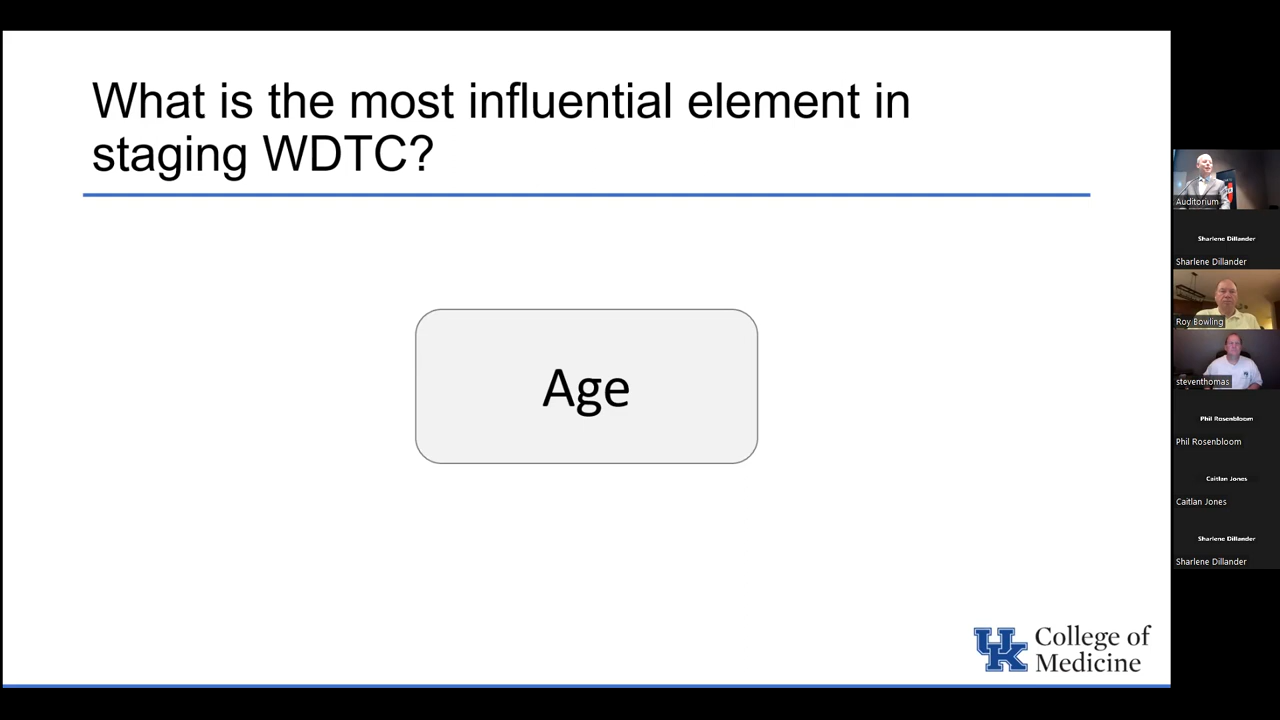 What is the most influential element in
staging WDTC?
Age
UK College of
Medicine
Auditorium
Sharlene Dillander
Sharlene Dillander
Roy Bowling
steventhomas
Phil Rosenbloom
Phil Rosenbloom
Caitlan Jones
Caitlan Jones
Sharlene Dillander
Sharlene Dillander